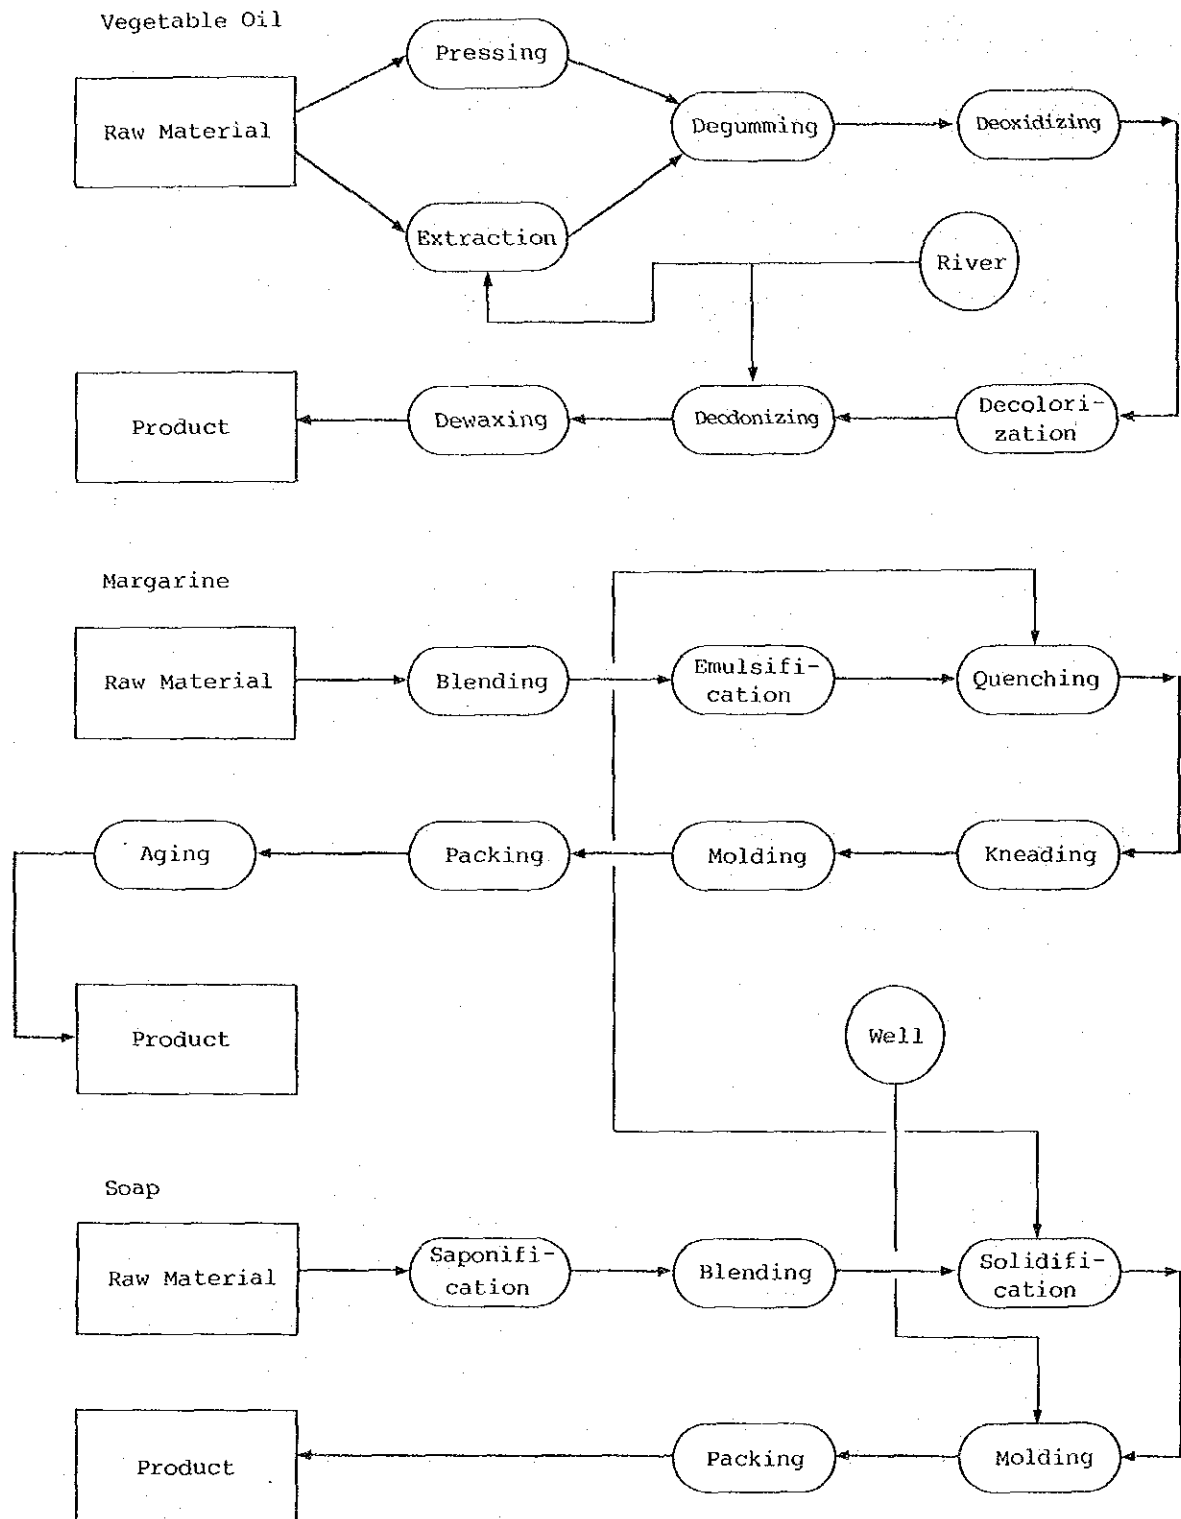 Vegetable Oil
Pressing
Raw Material
Degumming
Deoxidizing
Extraction
River
Product
Dewaxing
Deodonizing
Decolori-
zation
Margarine
Raw Material
Blending
Emulsifi-
cation
Quenching
Aging
Packing
Molding
Kneading
Product
Well
Soap
Raw Material
Saponifi-
cation
Blending
Solidifi-
cation
Product
Packing
Molding